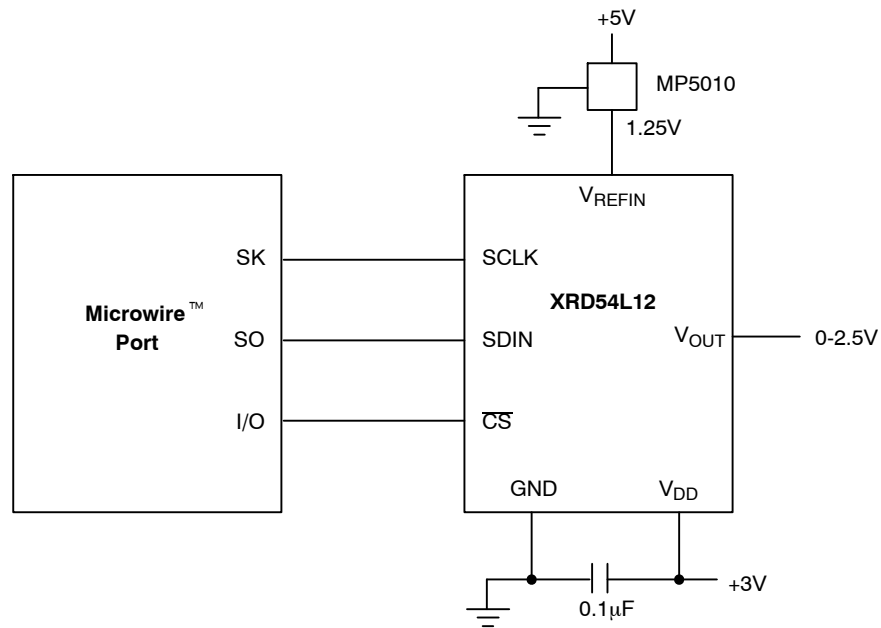 +5V
MP5010
1.25V
VREFIN
SK
SCLK
XRD54L12
Microwire™
Port
SO
SDIN
VOUT
0-2.5V
I/O
CS
GND
VDD
+3V
0.1μF